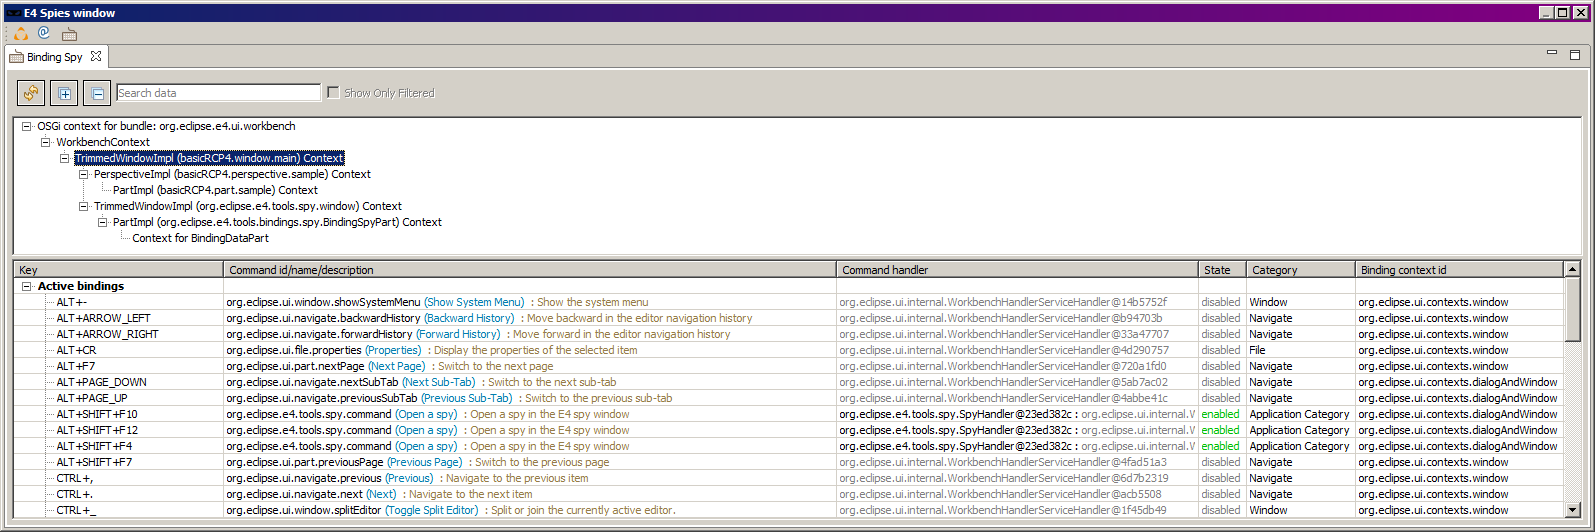 E4 Spies window
Binding Spy
Search data Show Only Filtered
OSGi context for bundle: org.eclipse.e4.ui.workbench
WorkbenchContext
TrimmedWindowImpl (basicRCP4.window.main) Context
PerspectiveImpl (basicRCP4.perspective.sample) Context
PartImpl (basicRCP4.part.sample) Context
TrimmedWindowImpl (org.eclipse.e4.tools.spy.window) Context
PartImpl (org.eclipse.e4.tools.bindings.spy.BindingSpyPart) Context
Context for BindingDataPart
Key Command id/name/description Command handler State Category Binding context id
Active bindings
ALT+- org.eclipse.ui.window.showSystemMenu (Show System Menu) : Show the system menu org.eclipse.ui.internal.WorkbenchHandlerServiceHandler@14b5752f disabled Window org.eclipse.ui.contexts.window
ALT+ARROW_LEFT org.eclipse.ui.navigate.backwardHistory (Backward History) : Move backward in the editor navigation history org.eclipse.ui.internal.WorkbenchHandlerServiceHandler@b94703b disabled Navigate org.eclipse.ui.contexts.window
ALT+ARROW_RIGHT org.eclipse.ui.navigate.forwardHistory (Forward History) : Move forward in the editor navigation history org.eclipse.ui.internal.WorkbenchHandlerServiceHandler@33a47707 disabled Navigate org.eclipse.ui.contexts.window
ALT+CR org.eclipse.ui.file.properties (Properties) : Display the properties of the selected item org.eclipse.ui.internal.WorkbenchHandlerServiceHandler@4d290757 disabled File org.eclipse.ui.contexts.window
ALT+F7 org.eclipse.ui.part.nextPage (Next Page) : Switch to the next page org.eclipse.ui.internal.WorkbenchHandlerServiceHandler@720a1fd0 disabled Navigate org.eclipse.ui.contexts.window
ALT+PAGE_DOWN org.eclipse.ui.navigate.nextSubTab (Next Sub-Tab) : Switch to the next sub-tab org.eclipse.ui.internal.WorkbenchHandlerServiceHandler@5ab7ac02 disabled Navigate org.eclipse.ui.contexts.dialogAndWindow
ALT+PAGE_UP org.eclipse.ui.navigate.previousSubTab (Previous Sub-Tab) : Switch to the previous sub-tab org.eclipse.ui.internal.WorkbenchHandlerServiceHandler@4abbe41c disabled Navigate org.eclipse.ui.contexts.dialogAndWindow
ALT+SHIFT+F10 org.eclipse.e4.tools.spy.command (Open a spy) : Open a spy in the E4 spy window org.eclipse.e4.tools.spy.SpyHandler@23ed382c : org.eclipse.ui.internal.W enabled Application Category org.eclipse.ui.contexts.dialogAndWindow
ALT+SHIFT+F12 org.eclipse.e4.tools.spy.command (Open a spy) : Open a spy in the E4 spy window org.eclipse.e4.tools.spy.SpyHandler@23ed382c : org.eclipse.ui.internal.W enabled Application Category org.eclipse.ui.contexts.dialogAndWindow
ALT+SHIFT+F4 org.eclipse.e4.tools.spy.command (Open a spy) : Open a spy in the E4 spy window org.eclipse.e4.tools.spy.SpyHandler@23ed382c : org.eclipse.ui.internal.W enabled Application Category org.eclipse.ui.contexts.dialogAndWindow
ALT+SHIFT+F7 org.eclipse.ui.part.previousPage (Previous Page) : Switch to the previous page org.eclipse.ui.internal.WorkbenchHandlerServiceHandler@4fad51a3 disabled Navigate org.eclipse.ui.contexts.window
CTRL+, org.eclipse.ui.navigate.previous (Previous) : Navigate to the previous item org.eclipse.ui.internal.WorkbenchHandlerServiceHandler@6d7b2319 disabled Navigate org.eclipse.ui.contexts.window
CTRL+. org.eclipse.ui.navigate.next (Next) : Navigate to the next item org.eclipse.ui.internal.WorkbenchHandlerServiceHandler@acb5508 disabled Navigate org.eclipse.ui.contexts.window
CTRL+_ org.eclipse.ui.window.splitEditor (Toggle Split Editor) : Split or join the currently active editor. org.eclipse.ui.internal.WorkbenchHandlerServiceHandler@1f45db49 disabled Window org.eclipse.ui.contexts.window